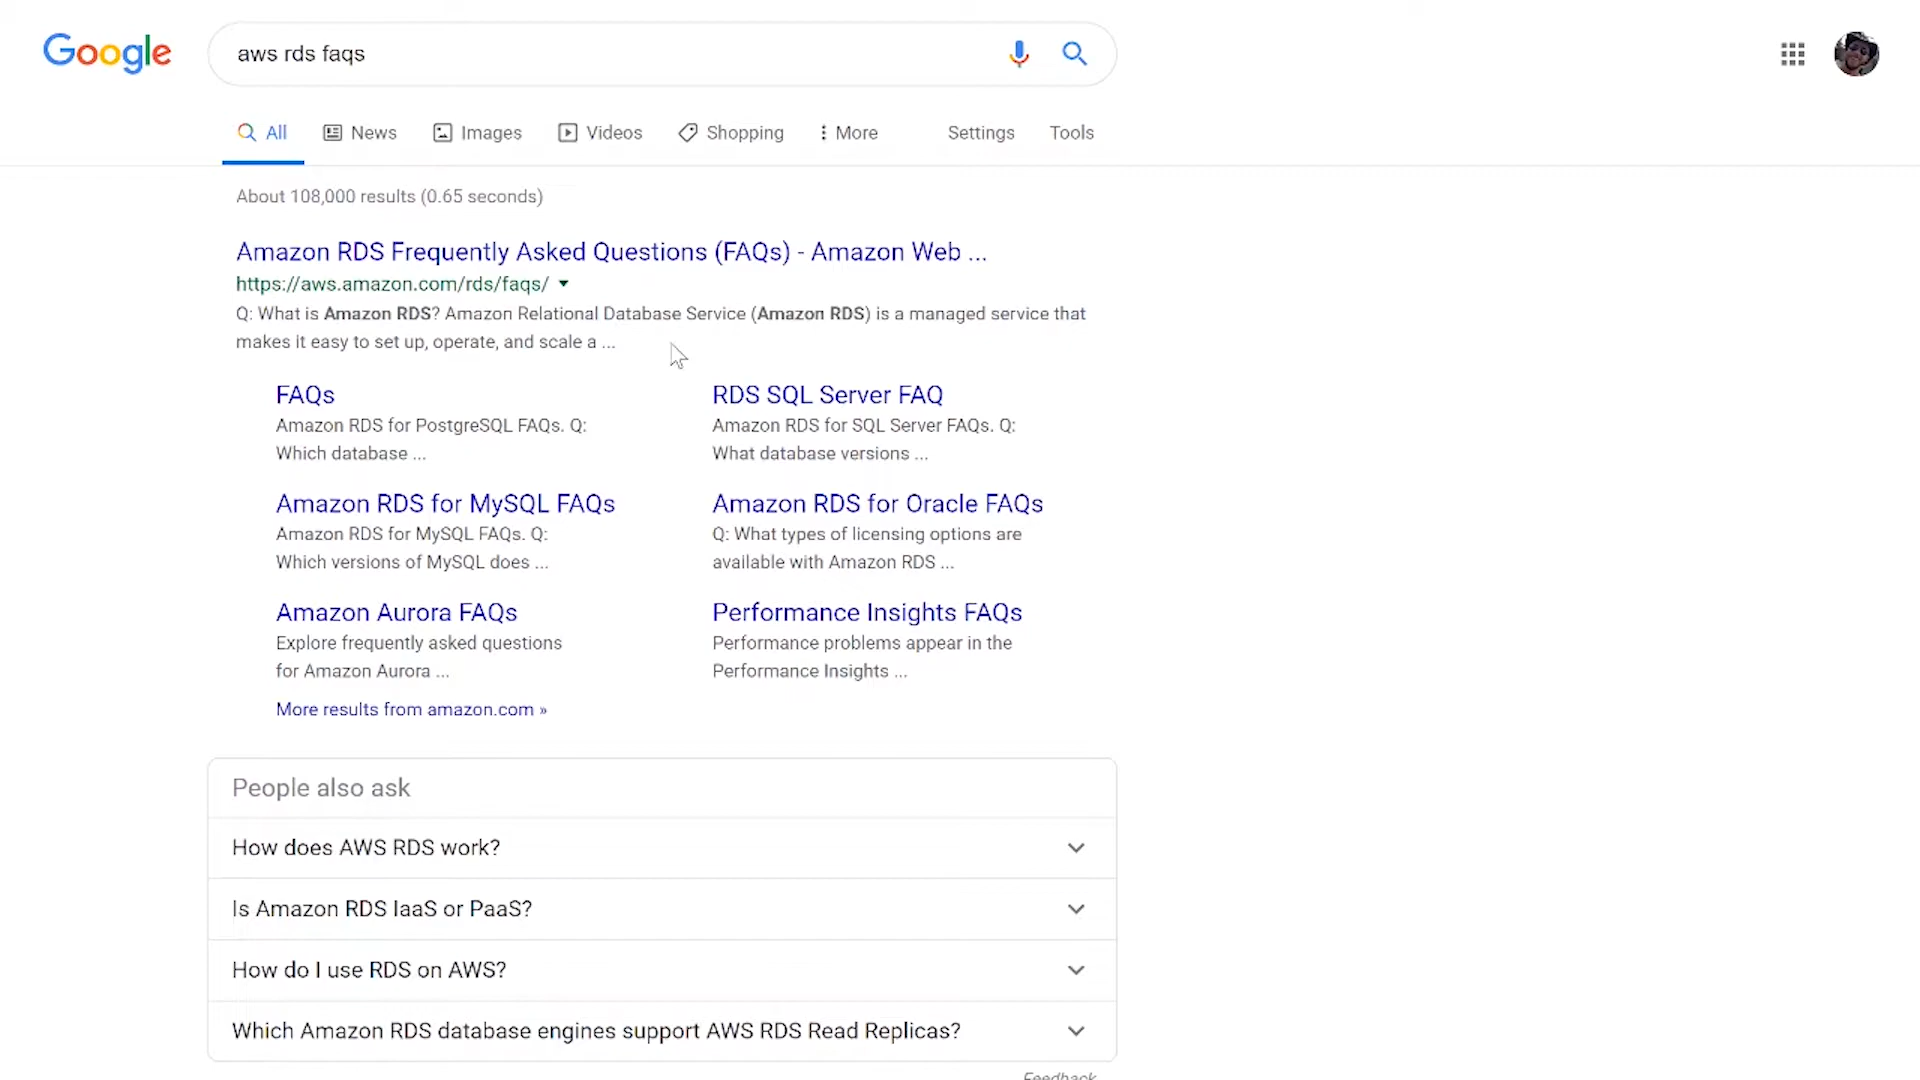 Google
aws rds faqs
All News Images Videos Shopping More Settings Tools
About 108,000 results (0.65 seconds)
Amazon RDS Frequently Asked Questions (FAQs) - Amazon Web ...
https://aws.amazon.com/rds/faqs/
Q: What is Amazon RDS? Amazon Relational Database Service (Amazon RDS) is a managed service that
makes it easy to set up, operate, and scale a ...
FAQs
Amazon RDS for PostgreSQL FAQs. Q:
Which database ...
RDS SQL Server FAQ
Amazon RDS for SQL Server FAQs. Q:
What database versions ...
Amazon RDS for MySQL FAQs
Amazon RDS for MySQL FAQs. Q:
Which versions of MySQL does ...
Amazon RDS for Oracle FAQs
Q: What types of licensing options are
available with Amazon RDS ...
Amazon Aurora FAQs
Explore frequently asked questions
for Amazon Aurora ...
Performance Insights FAQs
Performance problems appear in the
Performance Insights ...
More results from amazon.com »
People also ask
How does AWS RDS work?
Is Amazon RDS IaaS or PaaS?
How do I use RDS on AWS?
Which Amazon RDS database engines support AWS RDS Read Replicas?
Feedback